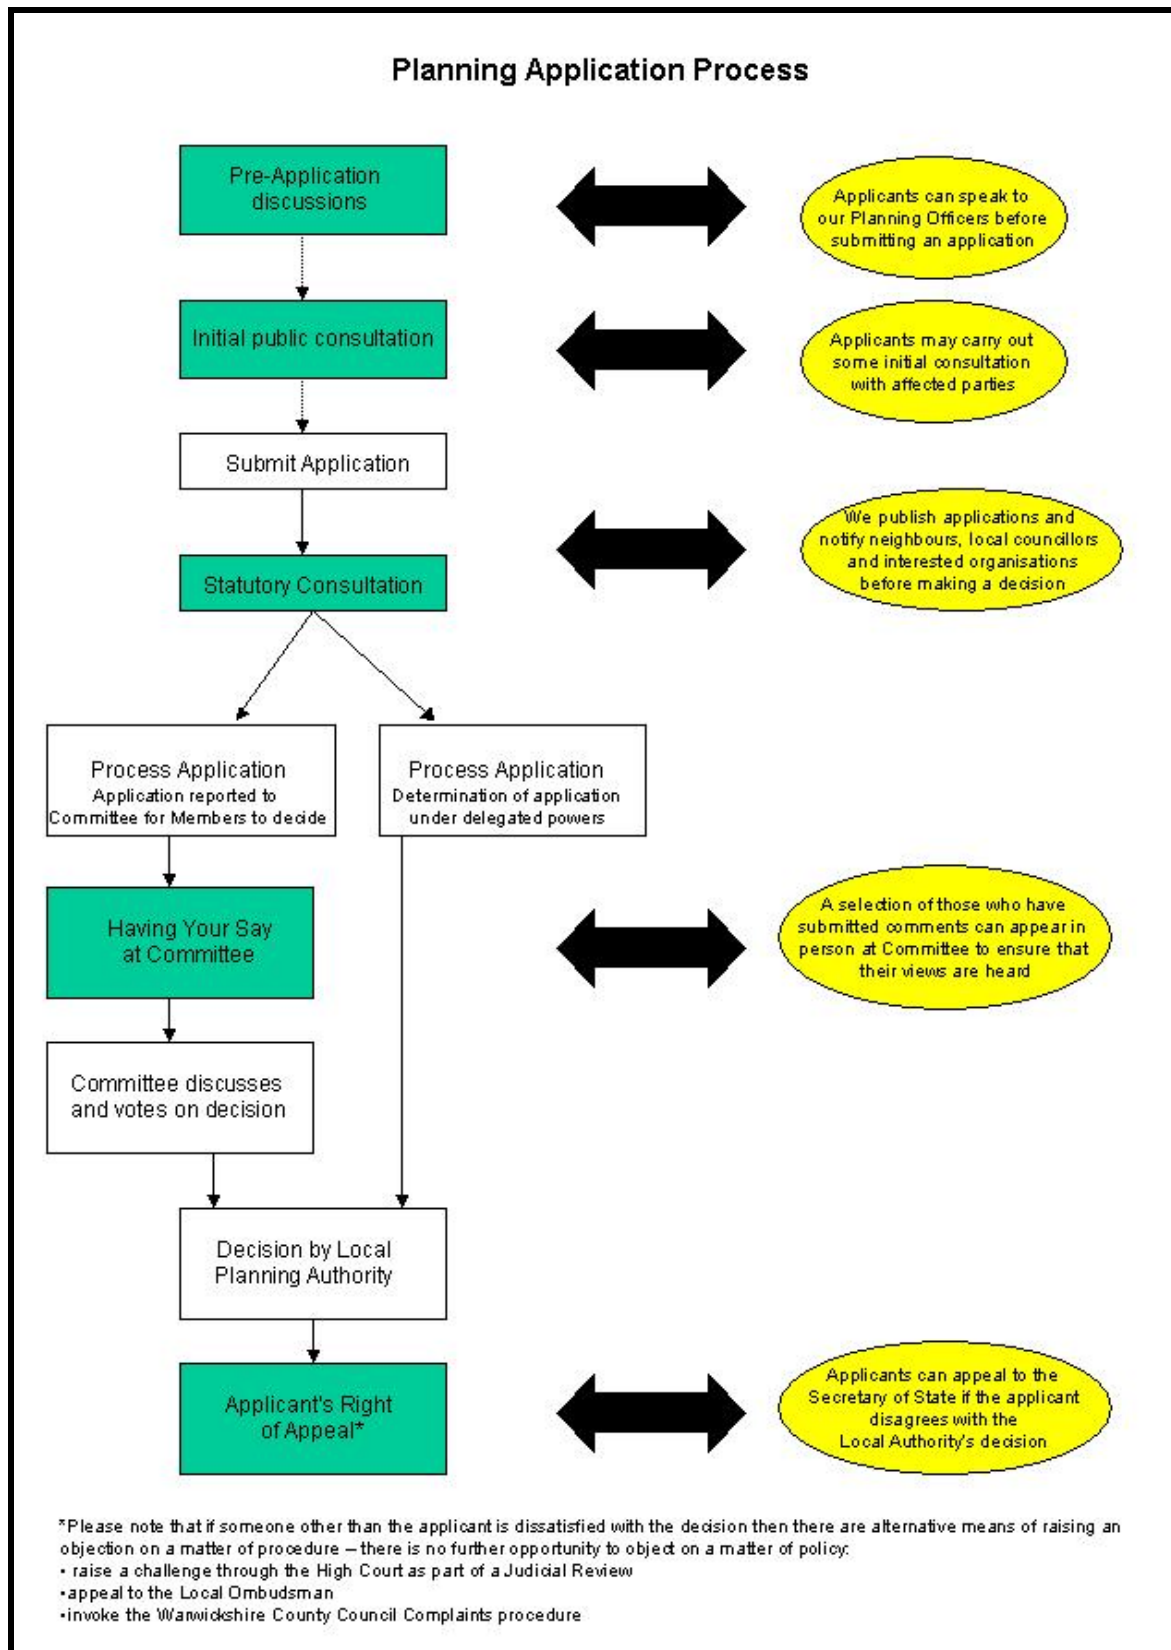 Planning Application Process
Pre-Application
discussions
Applicants can speak to
our Planning Officers before
submitting an application
Initial public consultation
Applicants may carry out
some initial consultation
with affected parties
Submit Application
Statutory Consultation
We publish applications and
notify neighbours, local councillors
and interested organisations
before making a decision
Process Application
Application reported to
Committee for Members to decide
Process Application
Determination of application
under delegated powers
Having Your Say
at Committee
A selection of those who have
submitted comments can appear in
person at Committee to ensure that
their views are heard
Committee discusses
and votes on decision
Decision by Local
Planning Authority
Applicant's Right
of Appeal*
Applicants can appeal to the
Secretary of State if the applicant
disagrees with the
Local Authority's decision
*Please note that if someone other than the applicant is dissatisfied with the decision then there are alternative means of raising an
objection on a matter of procedure – there is no further opportunity to object on a matter of policy:
• raise a challenge through the High Court as part of a Judicial Review
•appeal to the Local Ombudsman
•invoke the Warwickshire County Council Complaints procedure